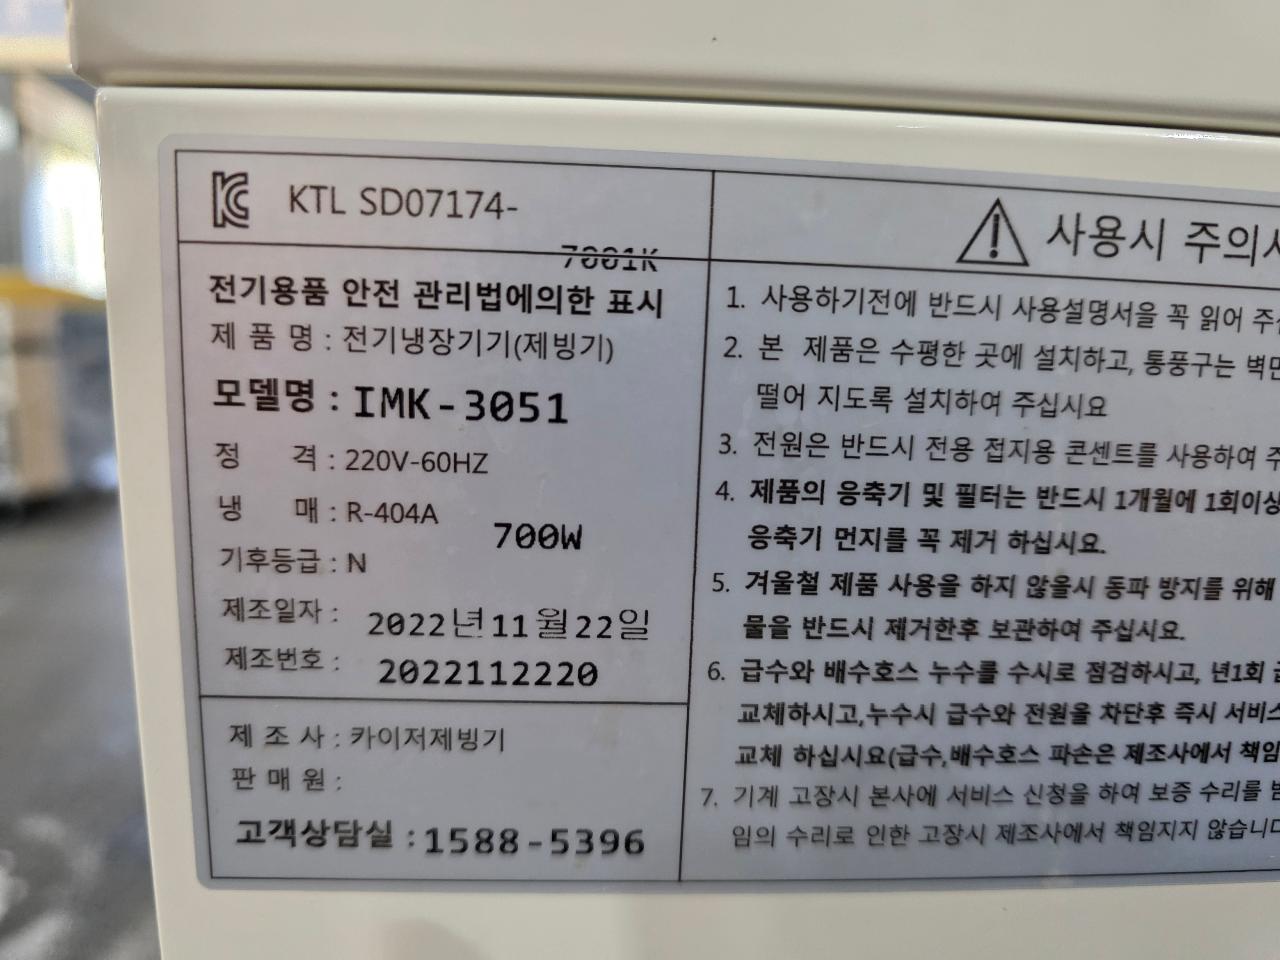 KC KTL SD07174-
7001K
전기용품 안전 관리법에의한 표시
제 품 명 : 전기냉장기기(제빙기)
모델명 : IMK-3051
정 격 : 220V-60HZ
냉 매 : R-404A
700W
기후등급 : N
제조일자 : 2022년11월22일
제조번호 : 2022112220
제 조 사 : 카이저제빙기
판 매 원 :
고객상담실 : 1588-5396
사용시
1. 사용하기전에 반드시 사용설명서을 꼭 읽어
2. 본 제품은 수평한 곳에 설치하고, 통풍구는
떨어 지도록 설치하여 주십시요
3. 전원은 반드시 전용 접지용 콘센트를 사용하여
4. 제품의 응축기 및 필터는 반드시 1개월에 1회이상
응축기 먼지를 꼭 제거 하십시요.
5. 겨울철 제품 사용을 하지 않을시 동파 방지를 위해
물을 반드시 제거한후 보관하여 주십시요.
6. 급수와 배수호스 누수를 수시로 점검하시고, 년1회
교체하시고,누수시 급수와 전원을 차단후 즉시
교체 하십시요(급수,배수호스 파손은 제조사에서
7. 기계 고장시 본사에 서비스 신청을 하여 보증 수리를
임의 수리로 인한 고장시 제조사에서 책임지지